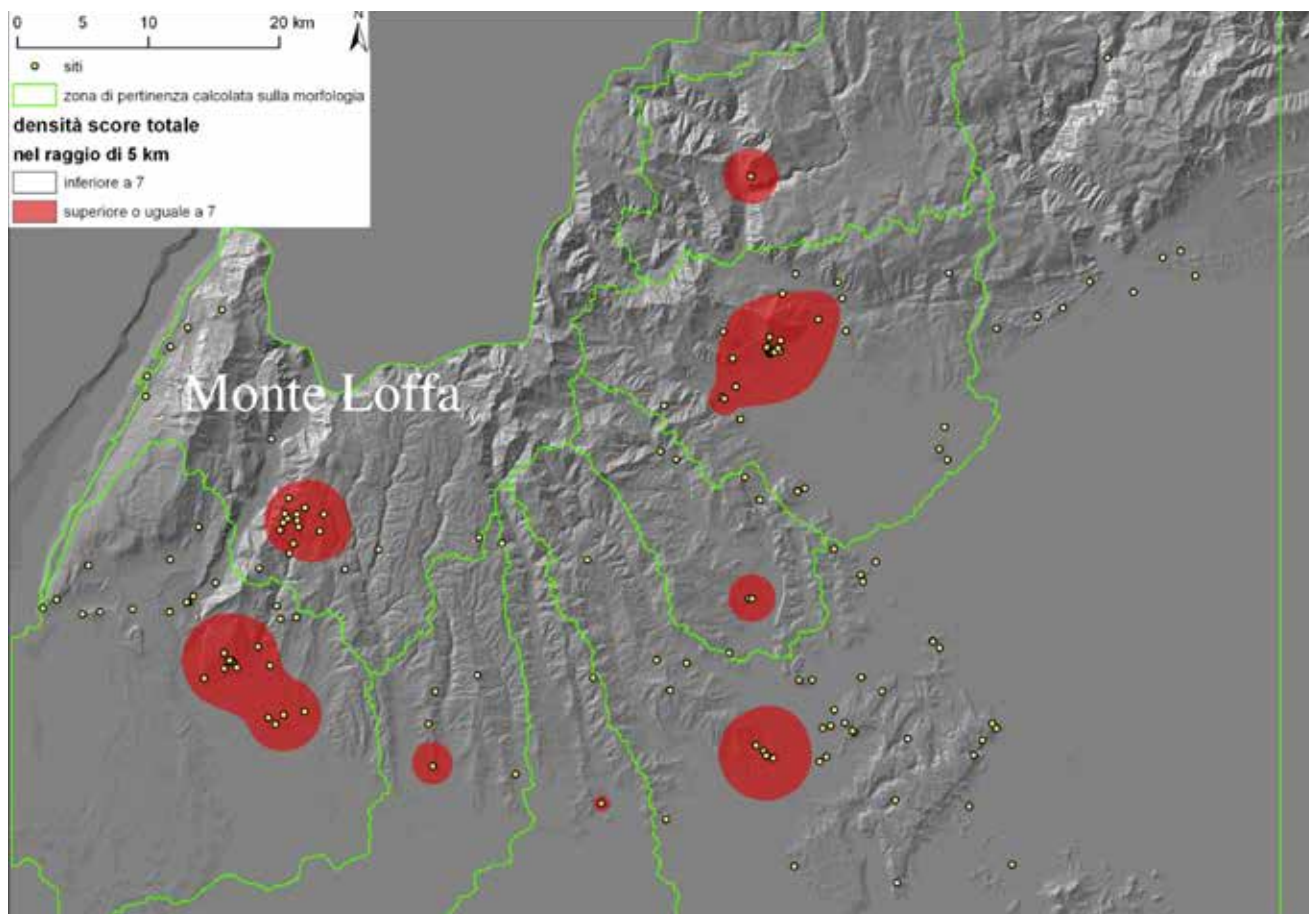 0 5 10 20 km
N
siti
zona di pertinenza calcolata sulla morfologia
densità score totale
nel raggio di 5 km
inferiore a 7
superiore o uguale a 7
Monte Loffa